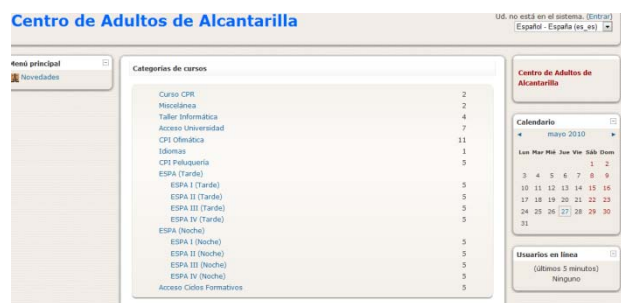 Centro de Adultos de Alcantarilla
Ud. no está en el sistema. (Entrar)
Español - España (es_es)
Menú principal
Novedades
Categorías de cursos
Curso CPR 2
Miscelánea 2
Taller Informática 4
Acceso Universidad 7
CPI Ofimática 11
Idiomas 1
CPI Peluquería 5
ESPA (Tarde)
ESPA I (Tarde) 5
ESPA II (Tarde) 5
ESPA III (Tarde) 5
ESPA IV (Tarde) 5
ESPA (Noche)
ESPA I (Noche) 5
ESPA II (Noche) 5
ESPA III (Noche) 5
ESPA IV (Noche) 5
Acceso Ciclos Formativos 5
Centro de Adultos de
Alcantarilla
Calendario
mayo 2010
Lun Mar Mié Jue Vie Sáb Dom
1 2
3 4 5 6 7 8 9
10 11 12 13 14 15 16
17 18 19 20 21 22 23
24 25 26 27 28 29 30
31
Usuarios en línea
(últimos 5 minutos)
Ninguno